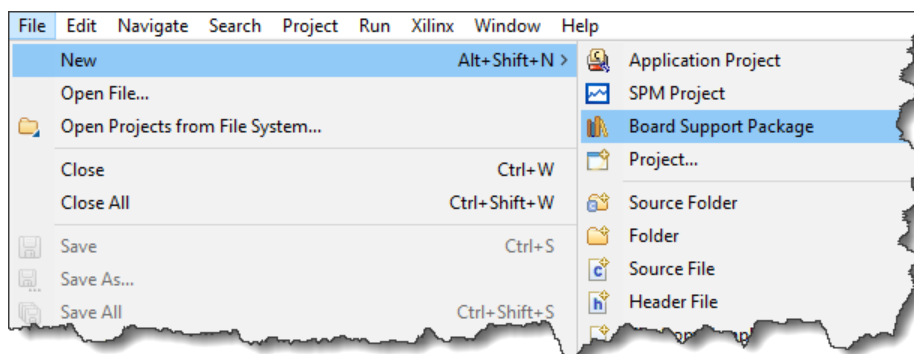 File Edit Navigate Search Project Run Xilinx Window Help
New Alt+Shift+N >
Open File...
Open Projects from File System...
Close Ctrl+W
Close All Ctrl+Shift+W
Save Ctrl+S
Save As...
Save All Ctrl+Shift+S
Application Project
SPM Project
Board Support Package
Project...
Source Folder
Folder
Source File
Header File